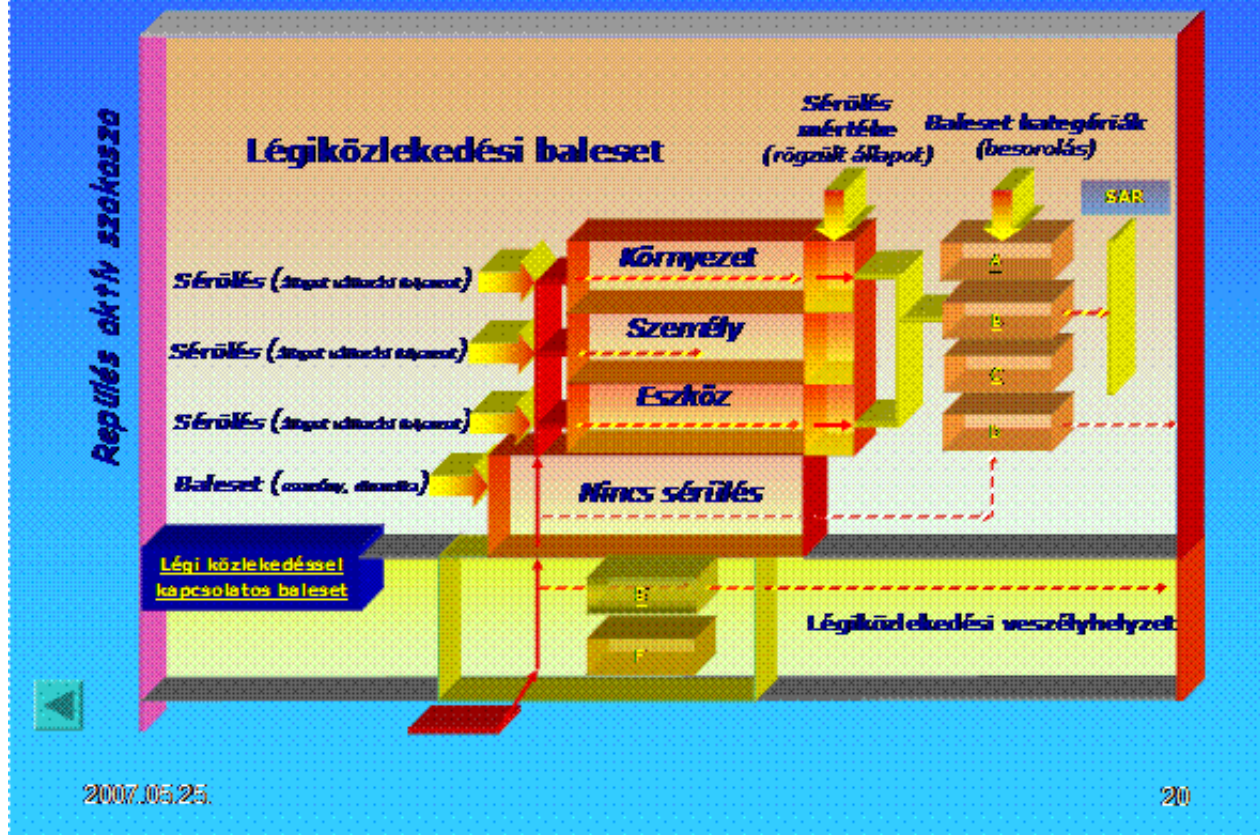 Repülés aktív szakasza
Légiközlekedési baleset
Sérülés
mértéke
(rögzült állapot)
Baleset kategóriák
(besorolás)
SAR
Sérülés (
Környezet
A
Sérülés (
Személy
B
Sérülés (
Eszköz
C
D
Baleset (
Nincs sérülés
Légi közlekedéssel
kapcsolatos baleset
Légiközlekedési veszélyhelyzet
2007.05.25.
20